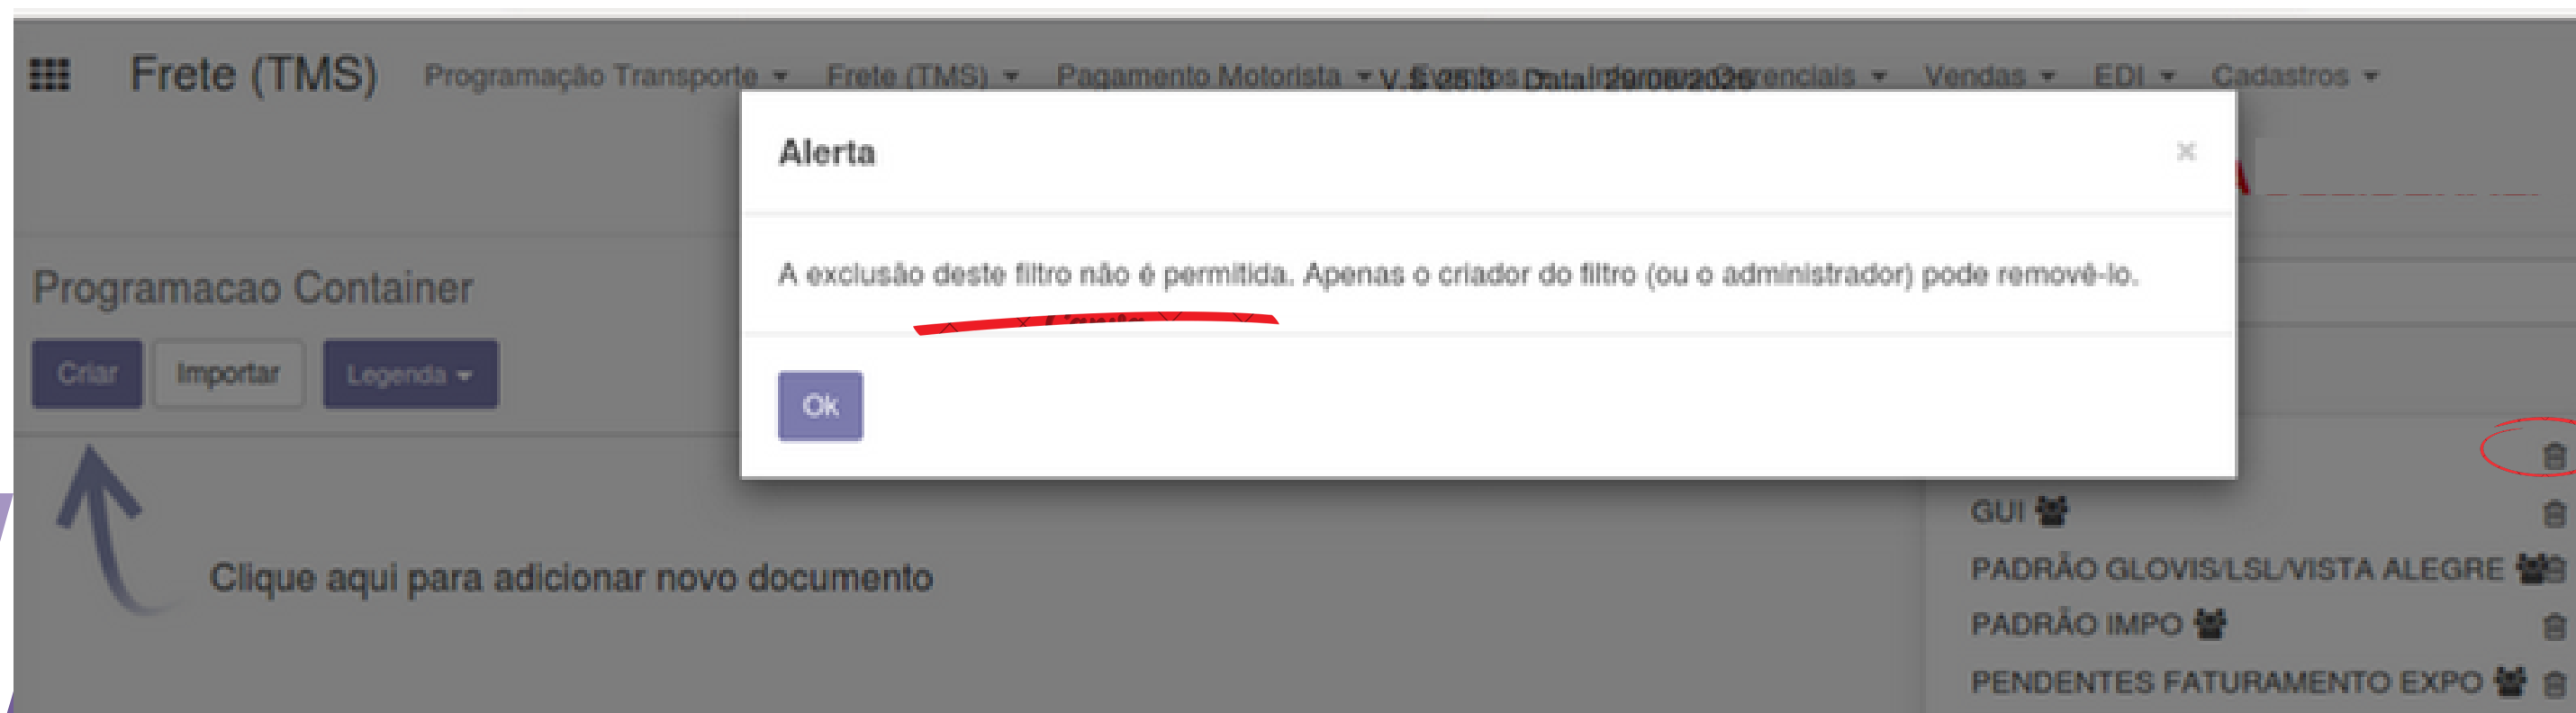 Frete (TMS) Programação Transporte Frete (TMS) Pagamento Motorista Vendas EDI Cadastros
Alerta
A exclusão deste filtro não é permitida. Apenas o criador do filtro (ou o administrador) pode removê-lo.
Programacao Container
Criar Importar Legenda
Ok
GUI
Clique aqui para adicionar novo documento
PADRÃO GLOVIS/LSL/VISTA ALEGRE
PADRÃO IMPO
PENDENTES FATURAMENTO EXPO